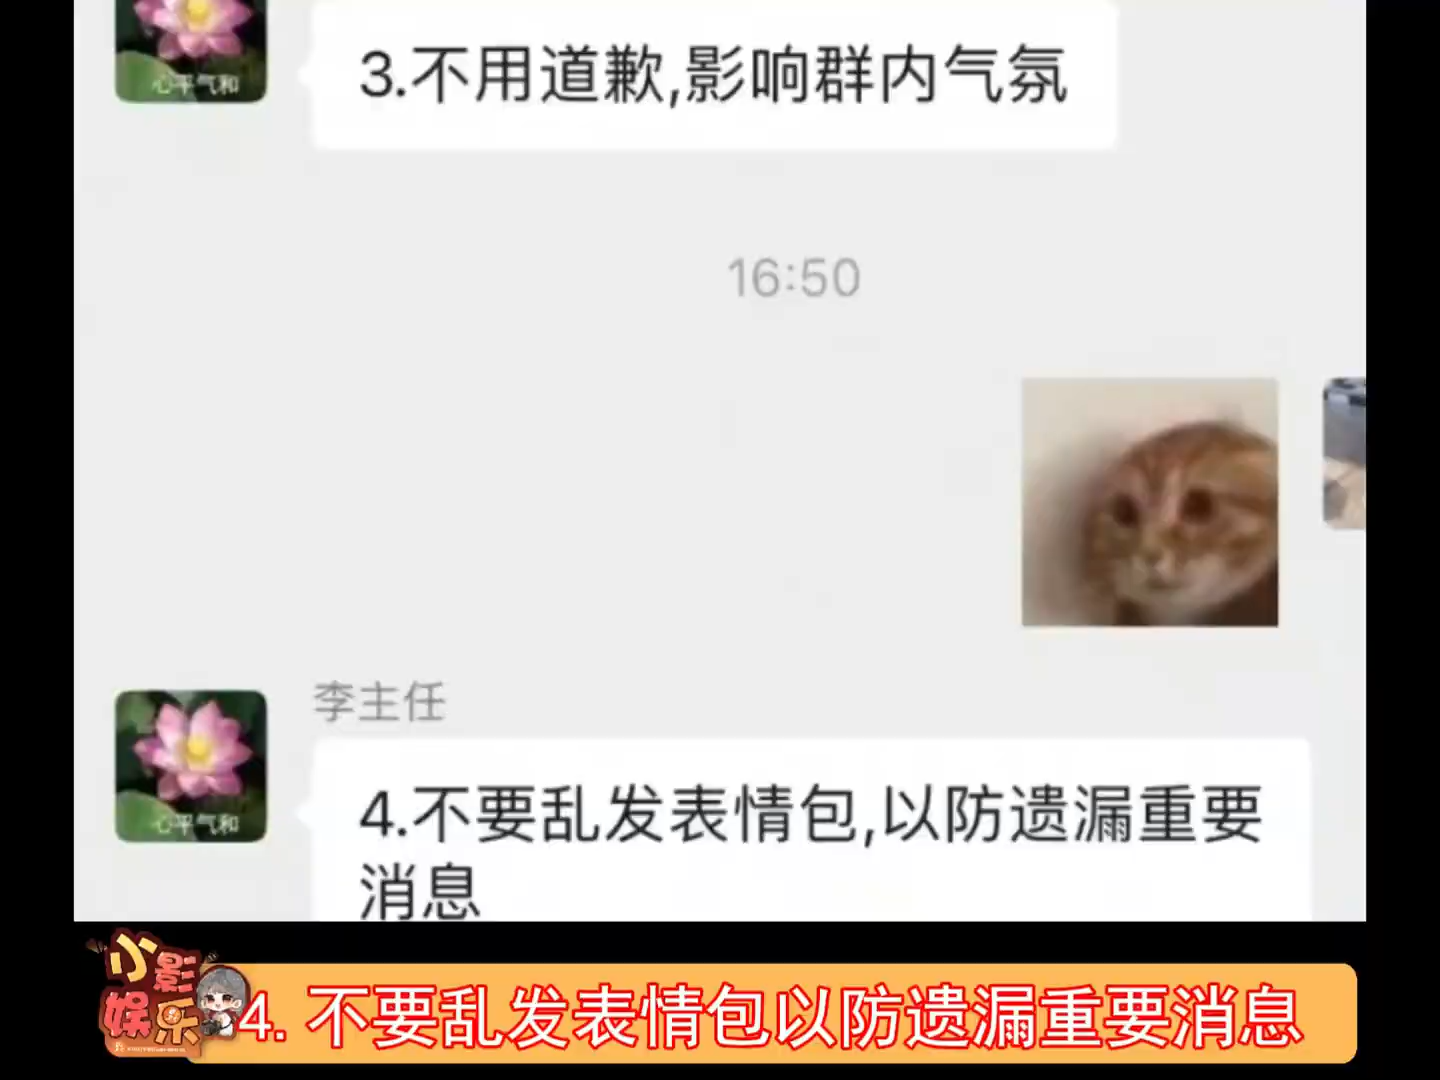 心平气和
3.不用道歉,影响群内气氛
16:50
李主任
心平气和
4.不要乱发表情包,以防遗漏重要
消息
小影
娱乐
4. 不要乱发表情包以防遗漏重要消息